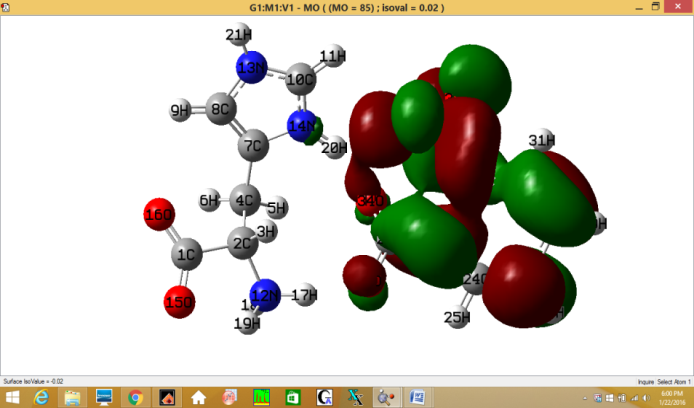 G1:M1:V1 - MO ( (MO = 85) ; isoval = 0.02 )
21H
13N
11H
10C
9H
8C
14N
7C
20H
31H
6H
4C
5H
34O
16O
3H
2C
1C
24C
15O
12N
17H
25H
19H
Surface IsoValue = -0.02
Inquire Select Atom 1
6:00 PM
1/22/2016